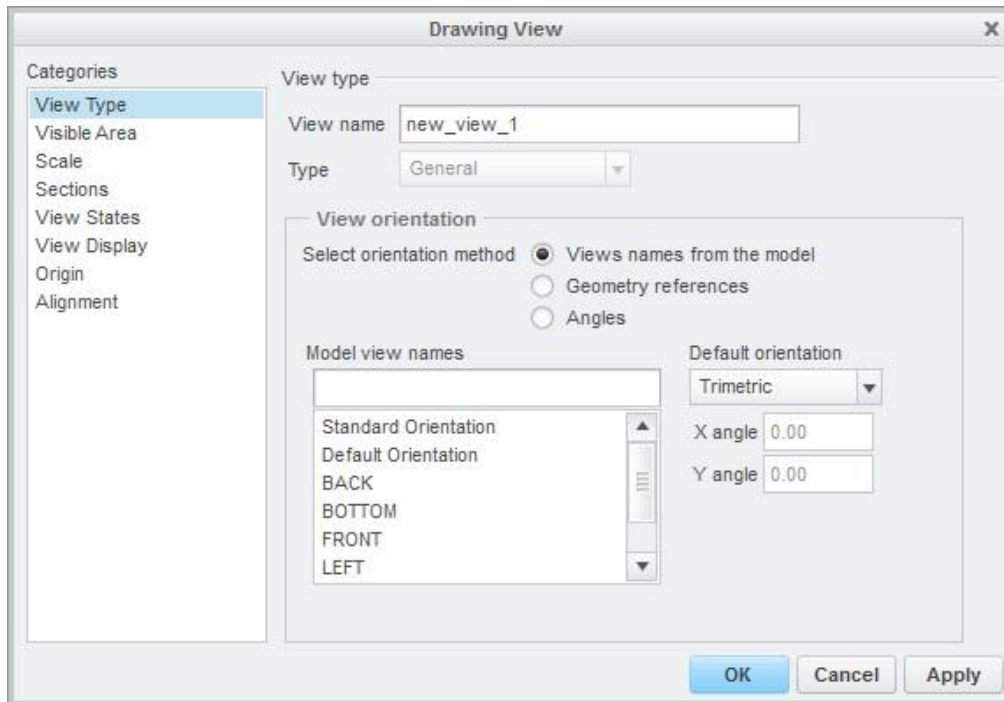 Drawing View
Categories
View Type
Visible Area
Scale
Sections
View States
View Display
Origin
Alignment
View type
View name new_view_1
Type General
View orientation
Select orientation method Views names from the model
Geometry references
Angles
Model view names
Standard Orientation
Default Orientation
BACK
BOTTOM
FRONT
LEFT
Default orientation
Trimetric
X angle 0.00
Y angle 0.00
OK Cancel Apply